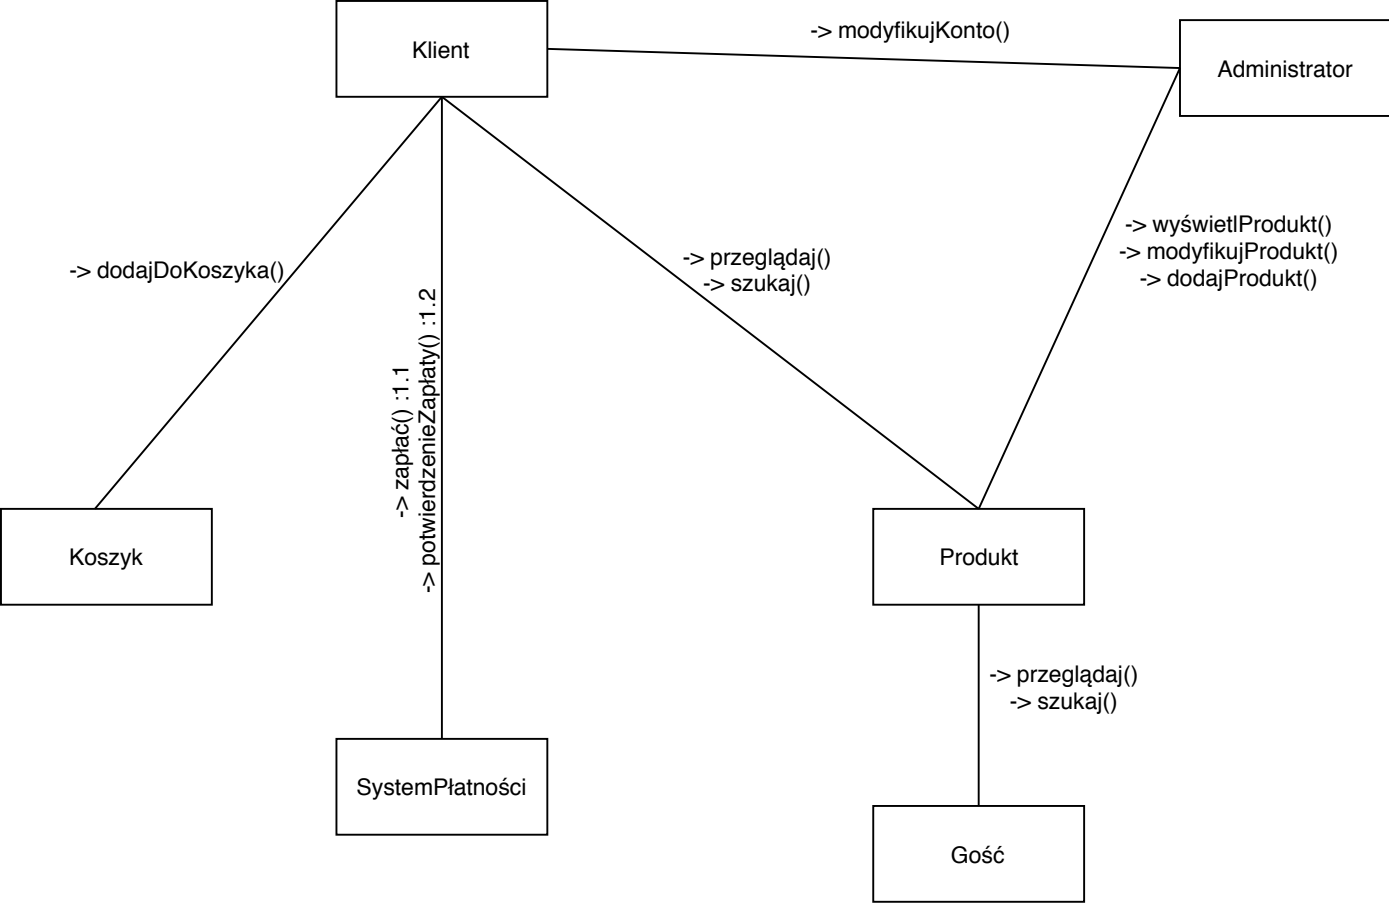 Klient
-> modyfikujKonto()
Administrator
-> dodajDoKoszyka()
-> zapłać() :1.1
-> potwierdzenieZapłaty() :1.2
-> przeglądaj()
-> szukaj()
-> wyświetlProdukt()
-> modyfikujProdukt()
-> dodajProdukt()
Koszyk
Produkt
-> przeglądaj()
-> szukaj()
SystemPłatności
Gość